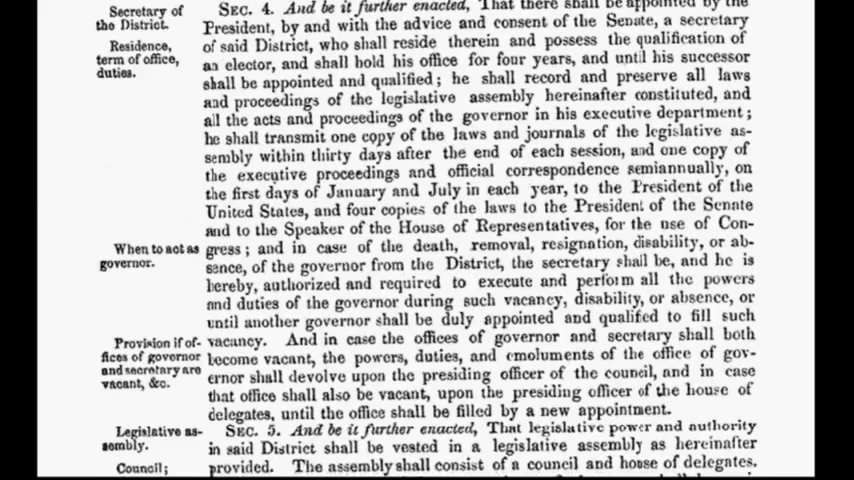 Secretary of
the District.
Residence,
term of office,
duties.
SEC. 4. And be it further enacted, That there shall be appointed by the
President, by and with the advice and consent of the Senate, a secretary
of said District, who shall reside therein and possess the qualification of
an elector, and shall hold his office for four years, and until his successor
shall be appointed and qualified; he shall record and preserve all laws
and proceedings of the legislative assembly hereinafter constituted, and
all the acts and proceedings of the governor in his executive department;
he shall transmit one copy of the laws and journals of the legislative as-
sembly within thirty days after the end of each session, and one copy of
the executive proceedings and official correspondence semiannually, on
the first days of January and July in each year, to the President of the
United States, and four copies of the laws to the President of the Senate
and to the Speaker of the House of Representatives, for the use of Con-
When to act as
governor.
gress; and in case of the death, removal, resignation, disability, or ab-
sence, of the governor from the District, the secretary shall be, and he is
hereby, authorized and required to execute and perform all the powers
and duties of the governor during such vacancy, disability, or absence, or
until another governor shall be duly appointed and qualified to fill such
Provision if of-
fices of governor
and secretary are
vacant, &c.
vacancy. And in case the offices of governor and secretary shall both
become vacant, the powers, duties, and emoluments of the office of gov-
ernor shall devolve upon the presiding officer of the council, and in case
that office shall also be vacant, upon the presiding officer of the house of
delegates, until the office shall be filled by a new appointment.
Legislative as-
sembly.
SEC. 5. And be it further enacted, That legislative power and authority
in said District shall be vested in a legislative assembly as hereinafter
Council;
provided. The assembly shall consist of a council and house of delegates.